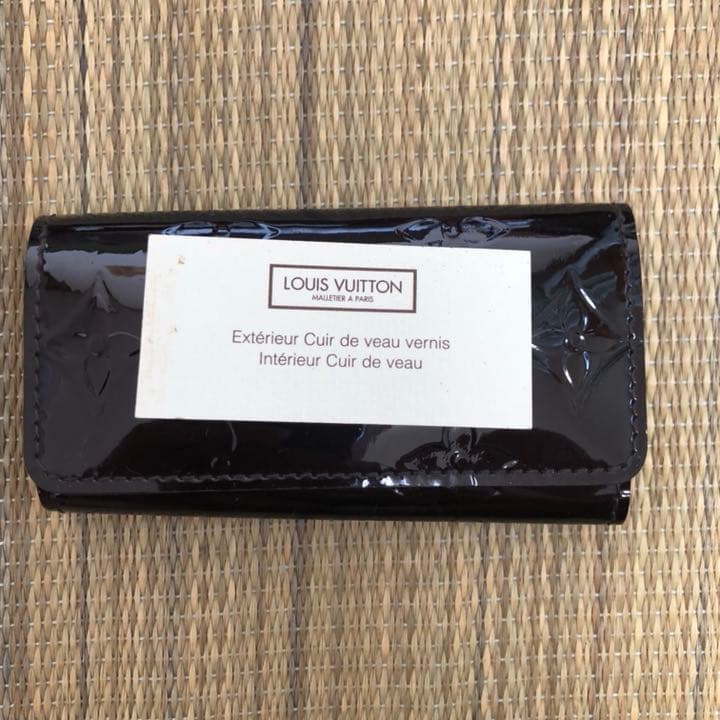 LOUIS VUITTON
MALLETIER A PARIS
Extérieur Cuir de veau vernis
Intérieur Cuir de veau